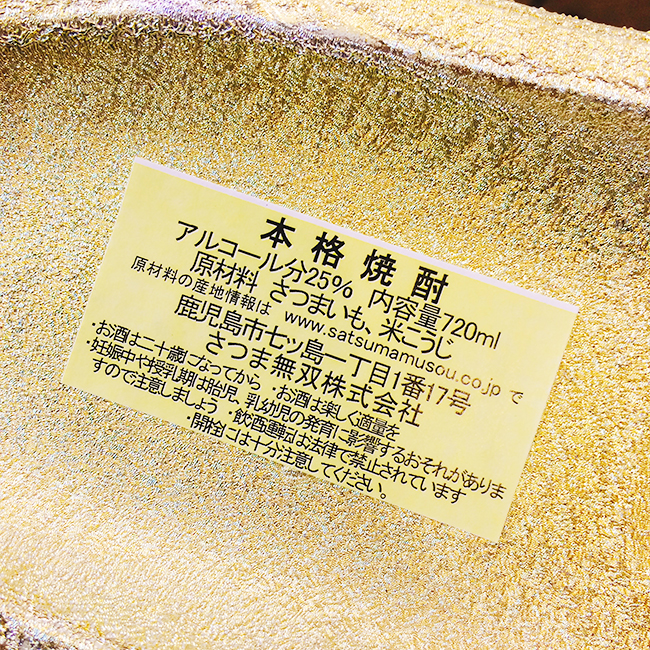 本格焼酎
アルコール分25% 内容量720ml
原材料 さつまいも、米こうじ
原材料の産地情報は www.satsumamusou.co.jp で
鹿児島市七ッ島一丁目1番17号
さつま無双株式会社
・お酒は二十歳になってから ・お酒は楽しく適量を
・妊娠中や授乳期は胎児、乳幼児の発育に影響するおそれがありま
すので注意しましょう ・飲酒運転は法律で禁止されています
・開栓には十分注意してください。